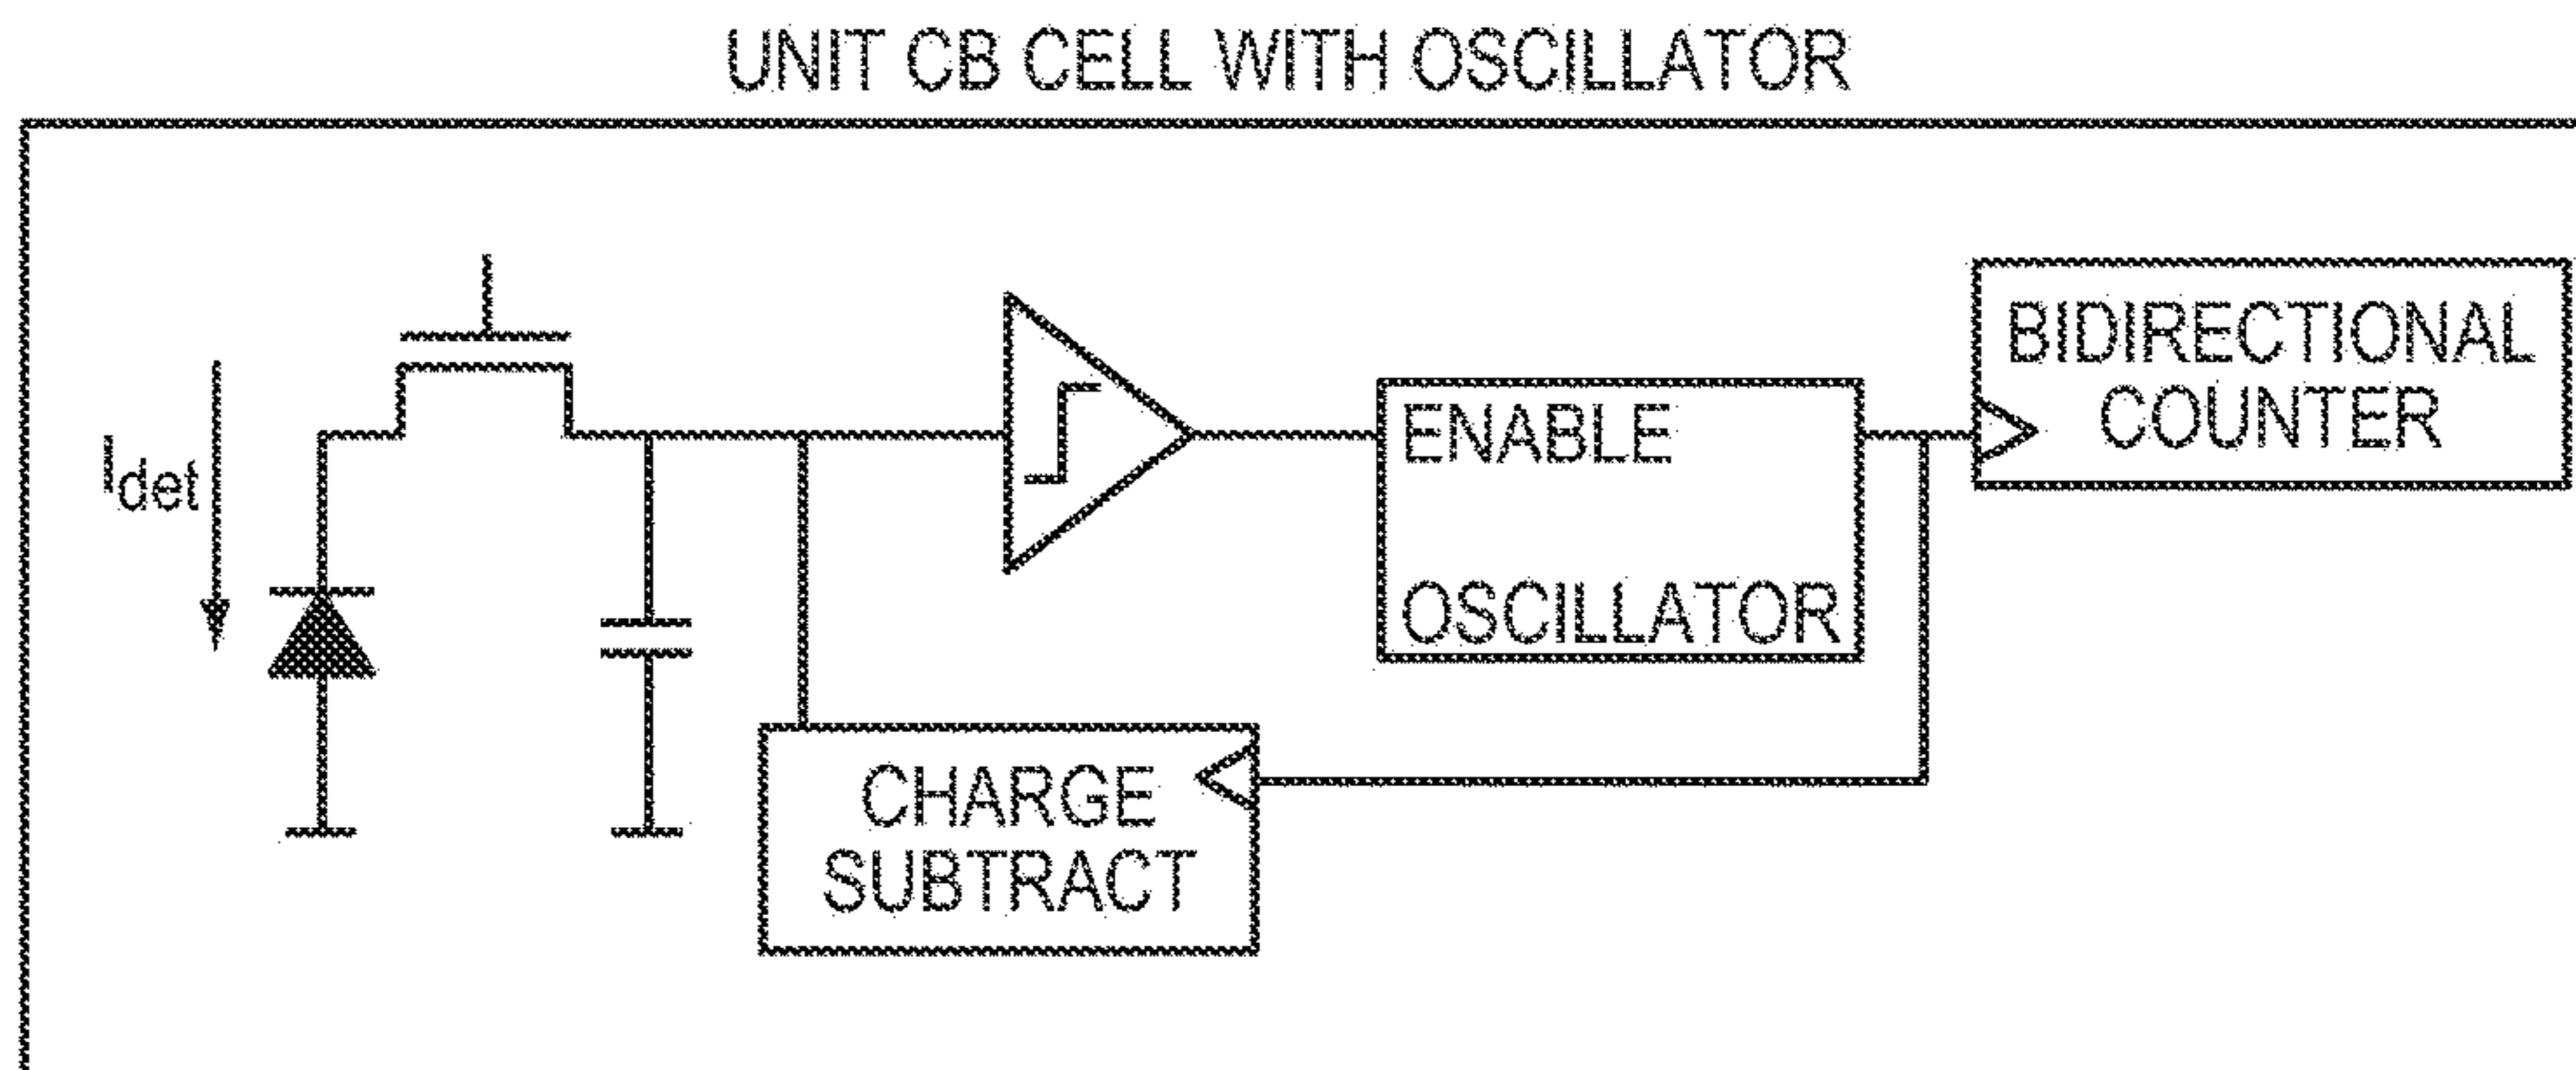 UNIT CB CELL WITH OSCILLATOR
Idet
ENABLE
OSCILLATOR
BIDIRECTIONAL
COUNTER
CHARGE
SUBTRACT